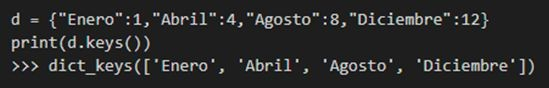 d = {"Enero":1,"Abril":4,"Agosto":8,"Diciembre":12}
print(d.keys())
>>> dict_keys(['Enero', 'Abril', 'Agosto', 'Diciembre'])